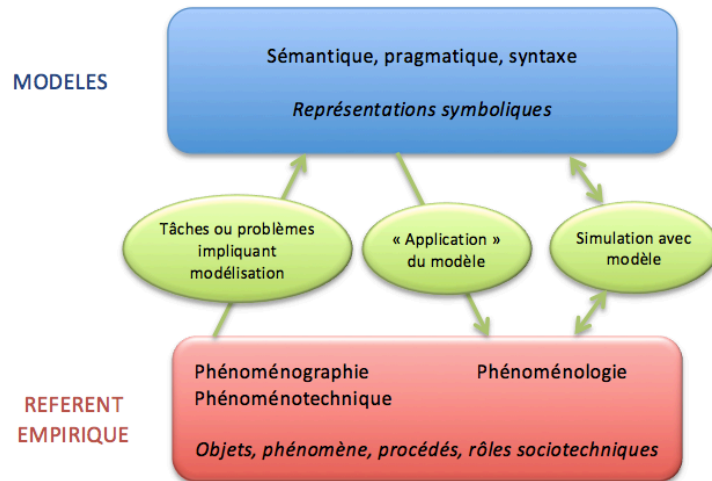 Sémantique, pragmatique, syntaxe
MODELES
Représentations symboliques
Tâches ou problèmes
impliquant
modélisation
« Application »
du modèle
Simulation avec
modèle
Phénoménographie
Phénoménotechnique
Phénoménologie
REFERENT
EMPIRIQUE
Objets, phénomène, procédés, rôles sociotechniques